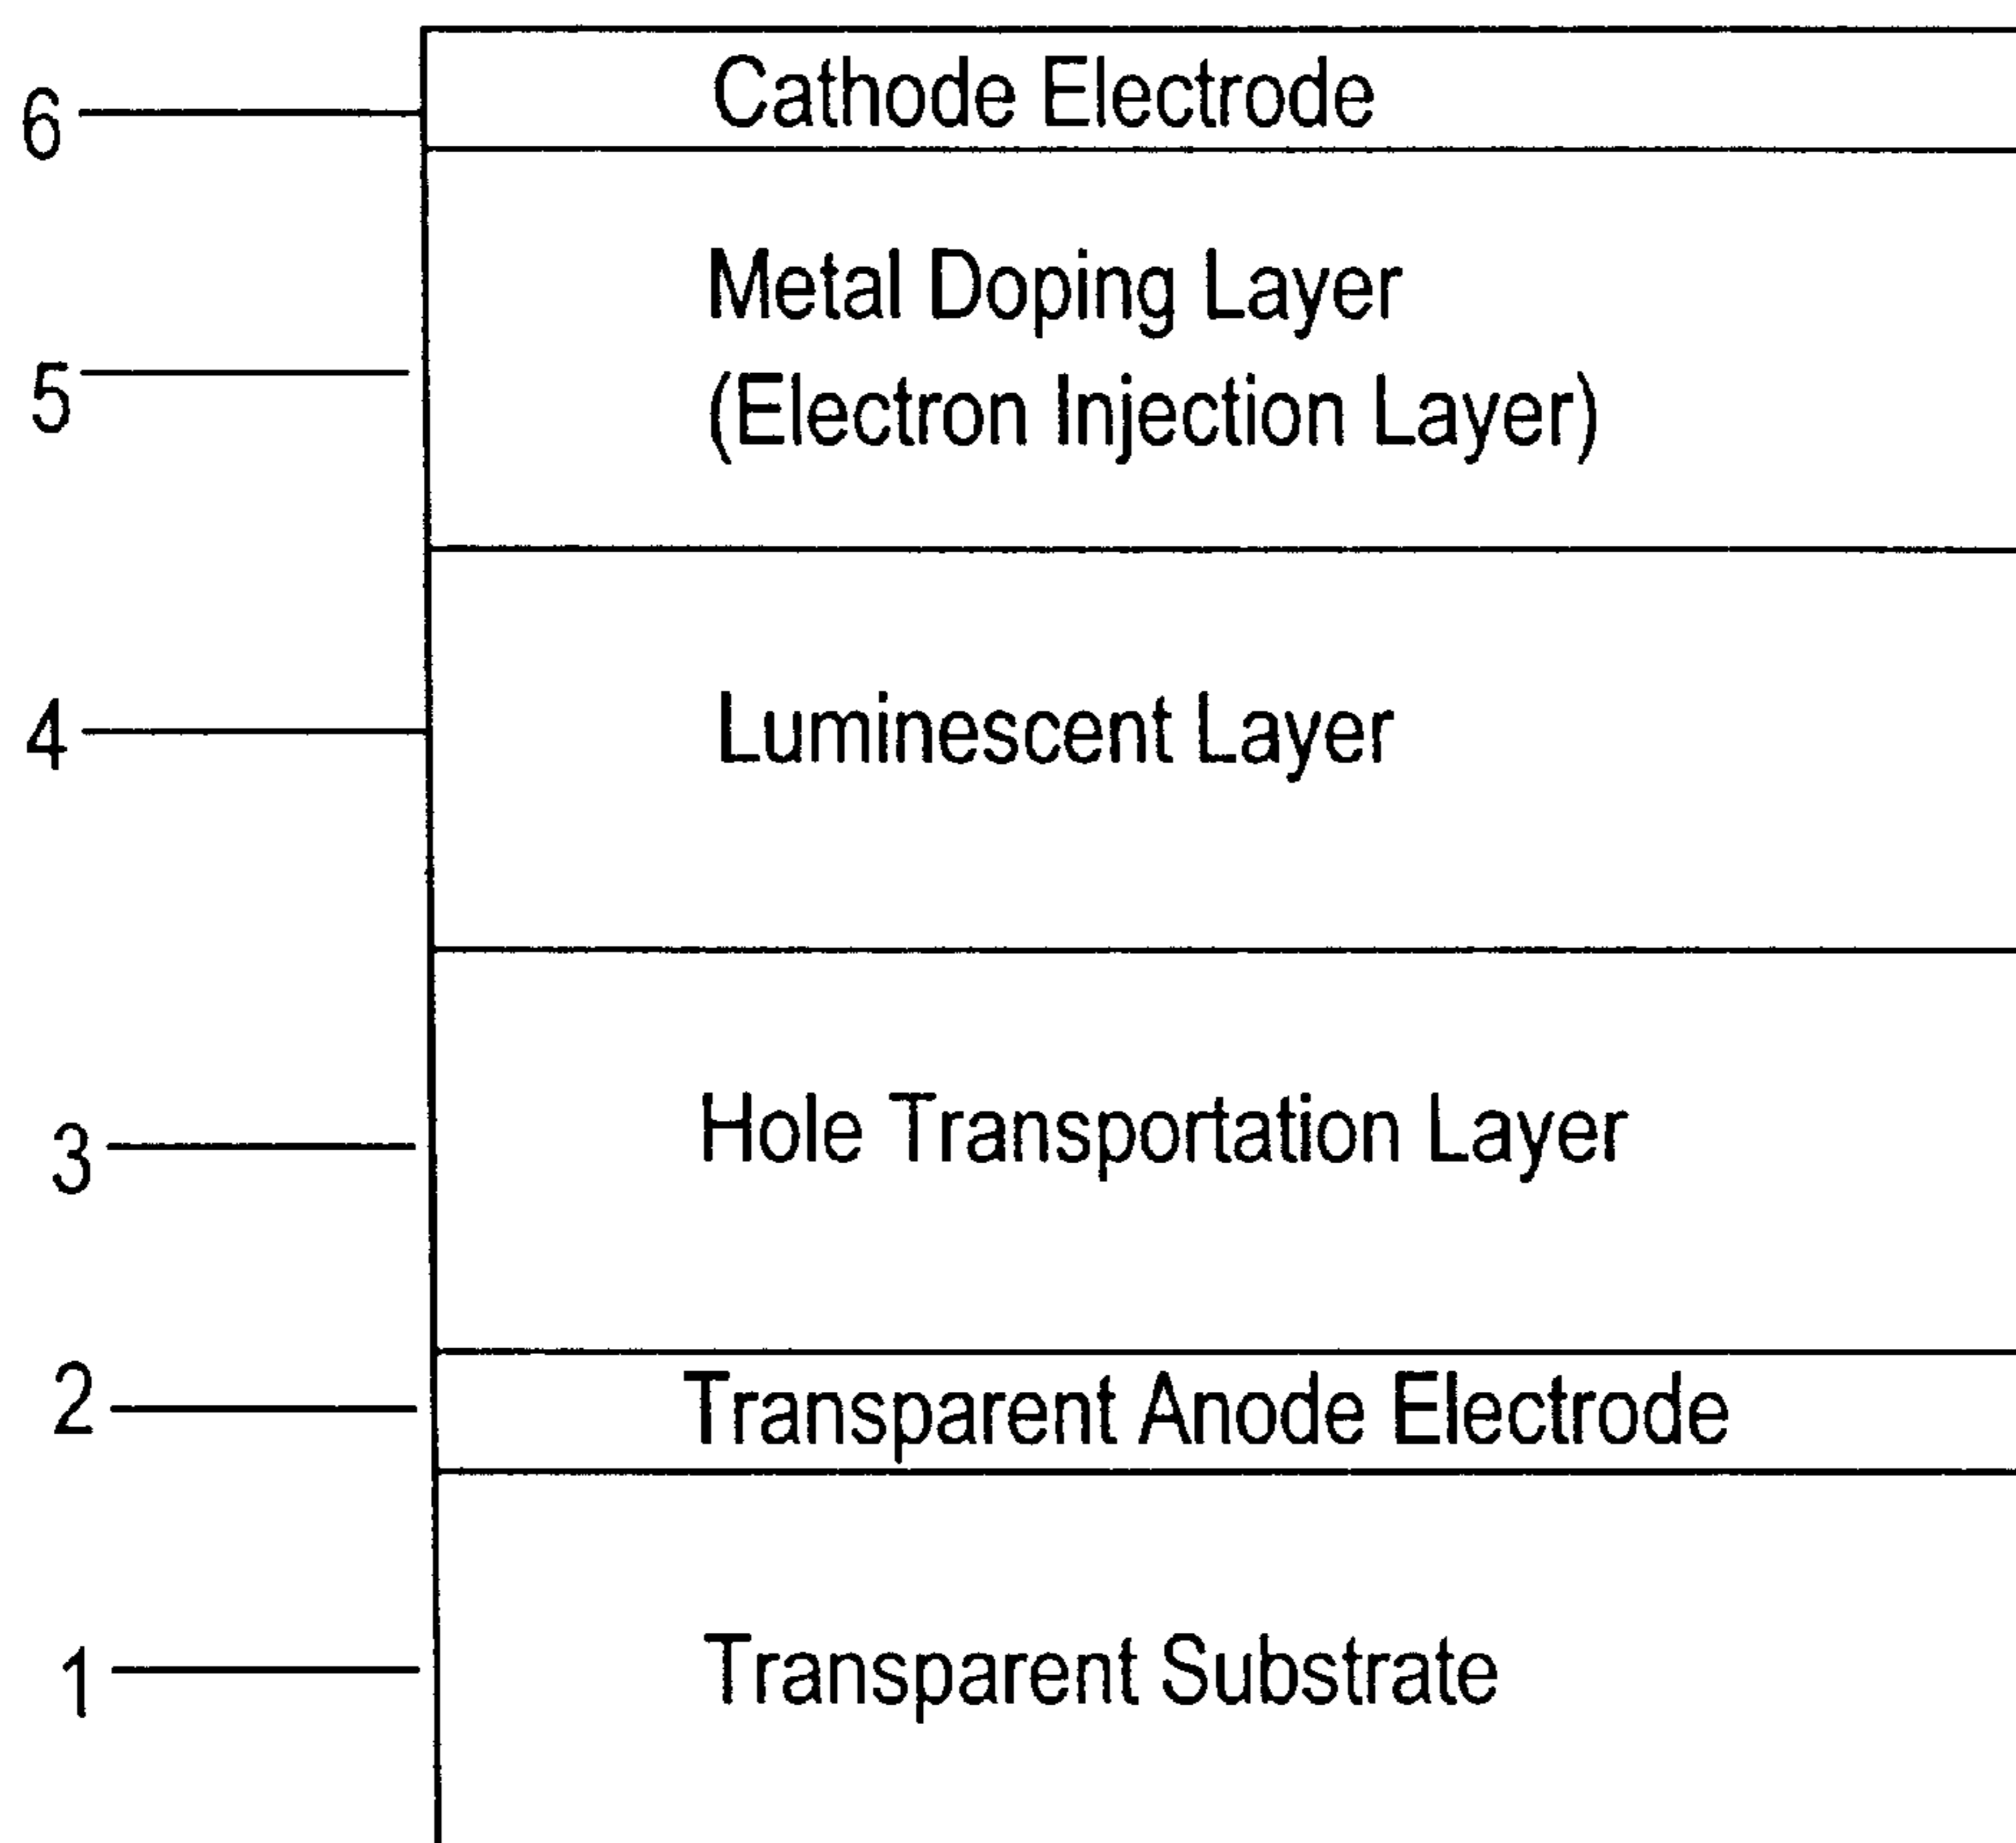 6
Cathode Electrode
Metal Doping Layer
5
(Electron Injection Layer)
4
Luminescent Layer
3
Hole Transportation Layer
2
Transparent Anode Electrode
1
Transparent Substrate